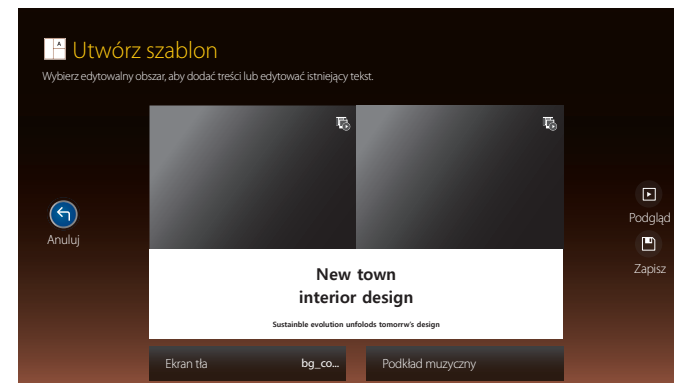 A
Utwórz szablon
Wybierz edytowalny obszar, aby dodać treści lub edytować istniejący tekst.
Anuluj
Podgląd
Zapisz
New town
interior design
Sustainble evolution unfolods tomorrw's design
Ekran tła bg_co...
Podkład muzyczny